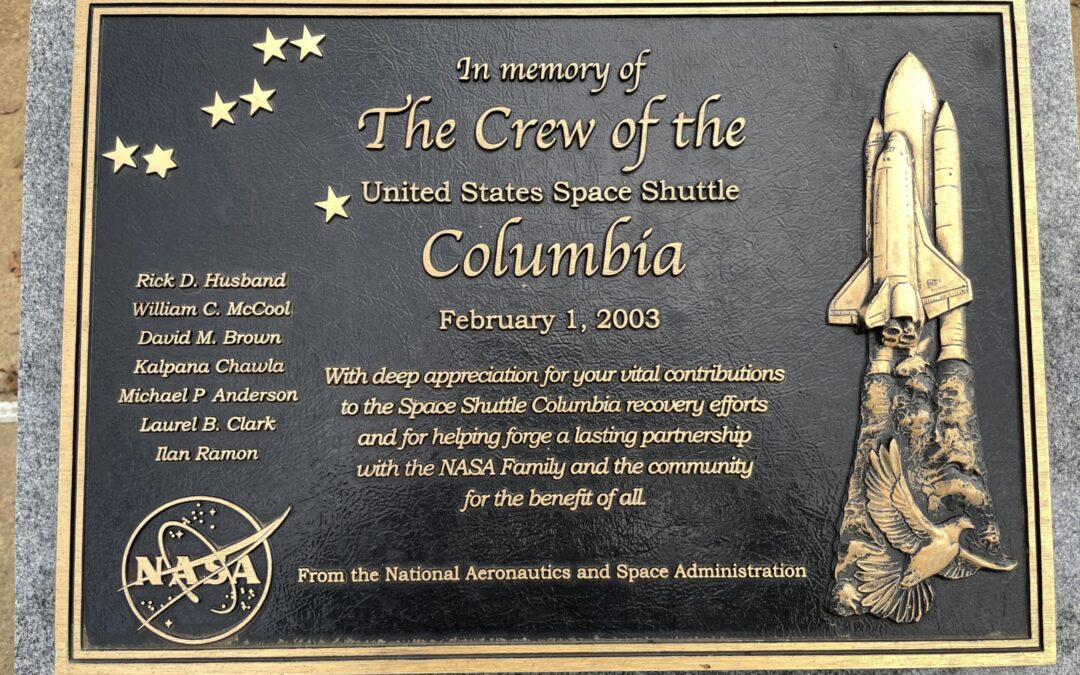 In memory of
The Crew of the
United States Space Shuttle
Columbia
February 1, 2003
Rick D. Husband
William C. McCool
David M. Brown
Kalpana Chawla
Michael P Anderson
Laurel B. Clark
Ilan Ramon
With deep appreciation for your vital contributions
to the Space Shuttle Columbia recovery efforts
and for helping forge a lasting partnership
with the NASA Family and the community
for the benefit of all.
NASA
From the National Aeronautics and Space Administration